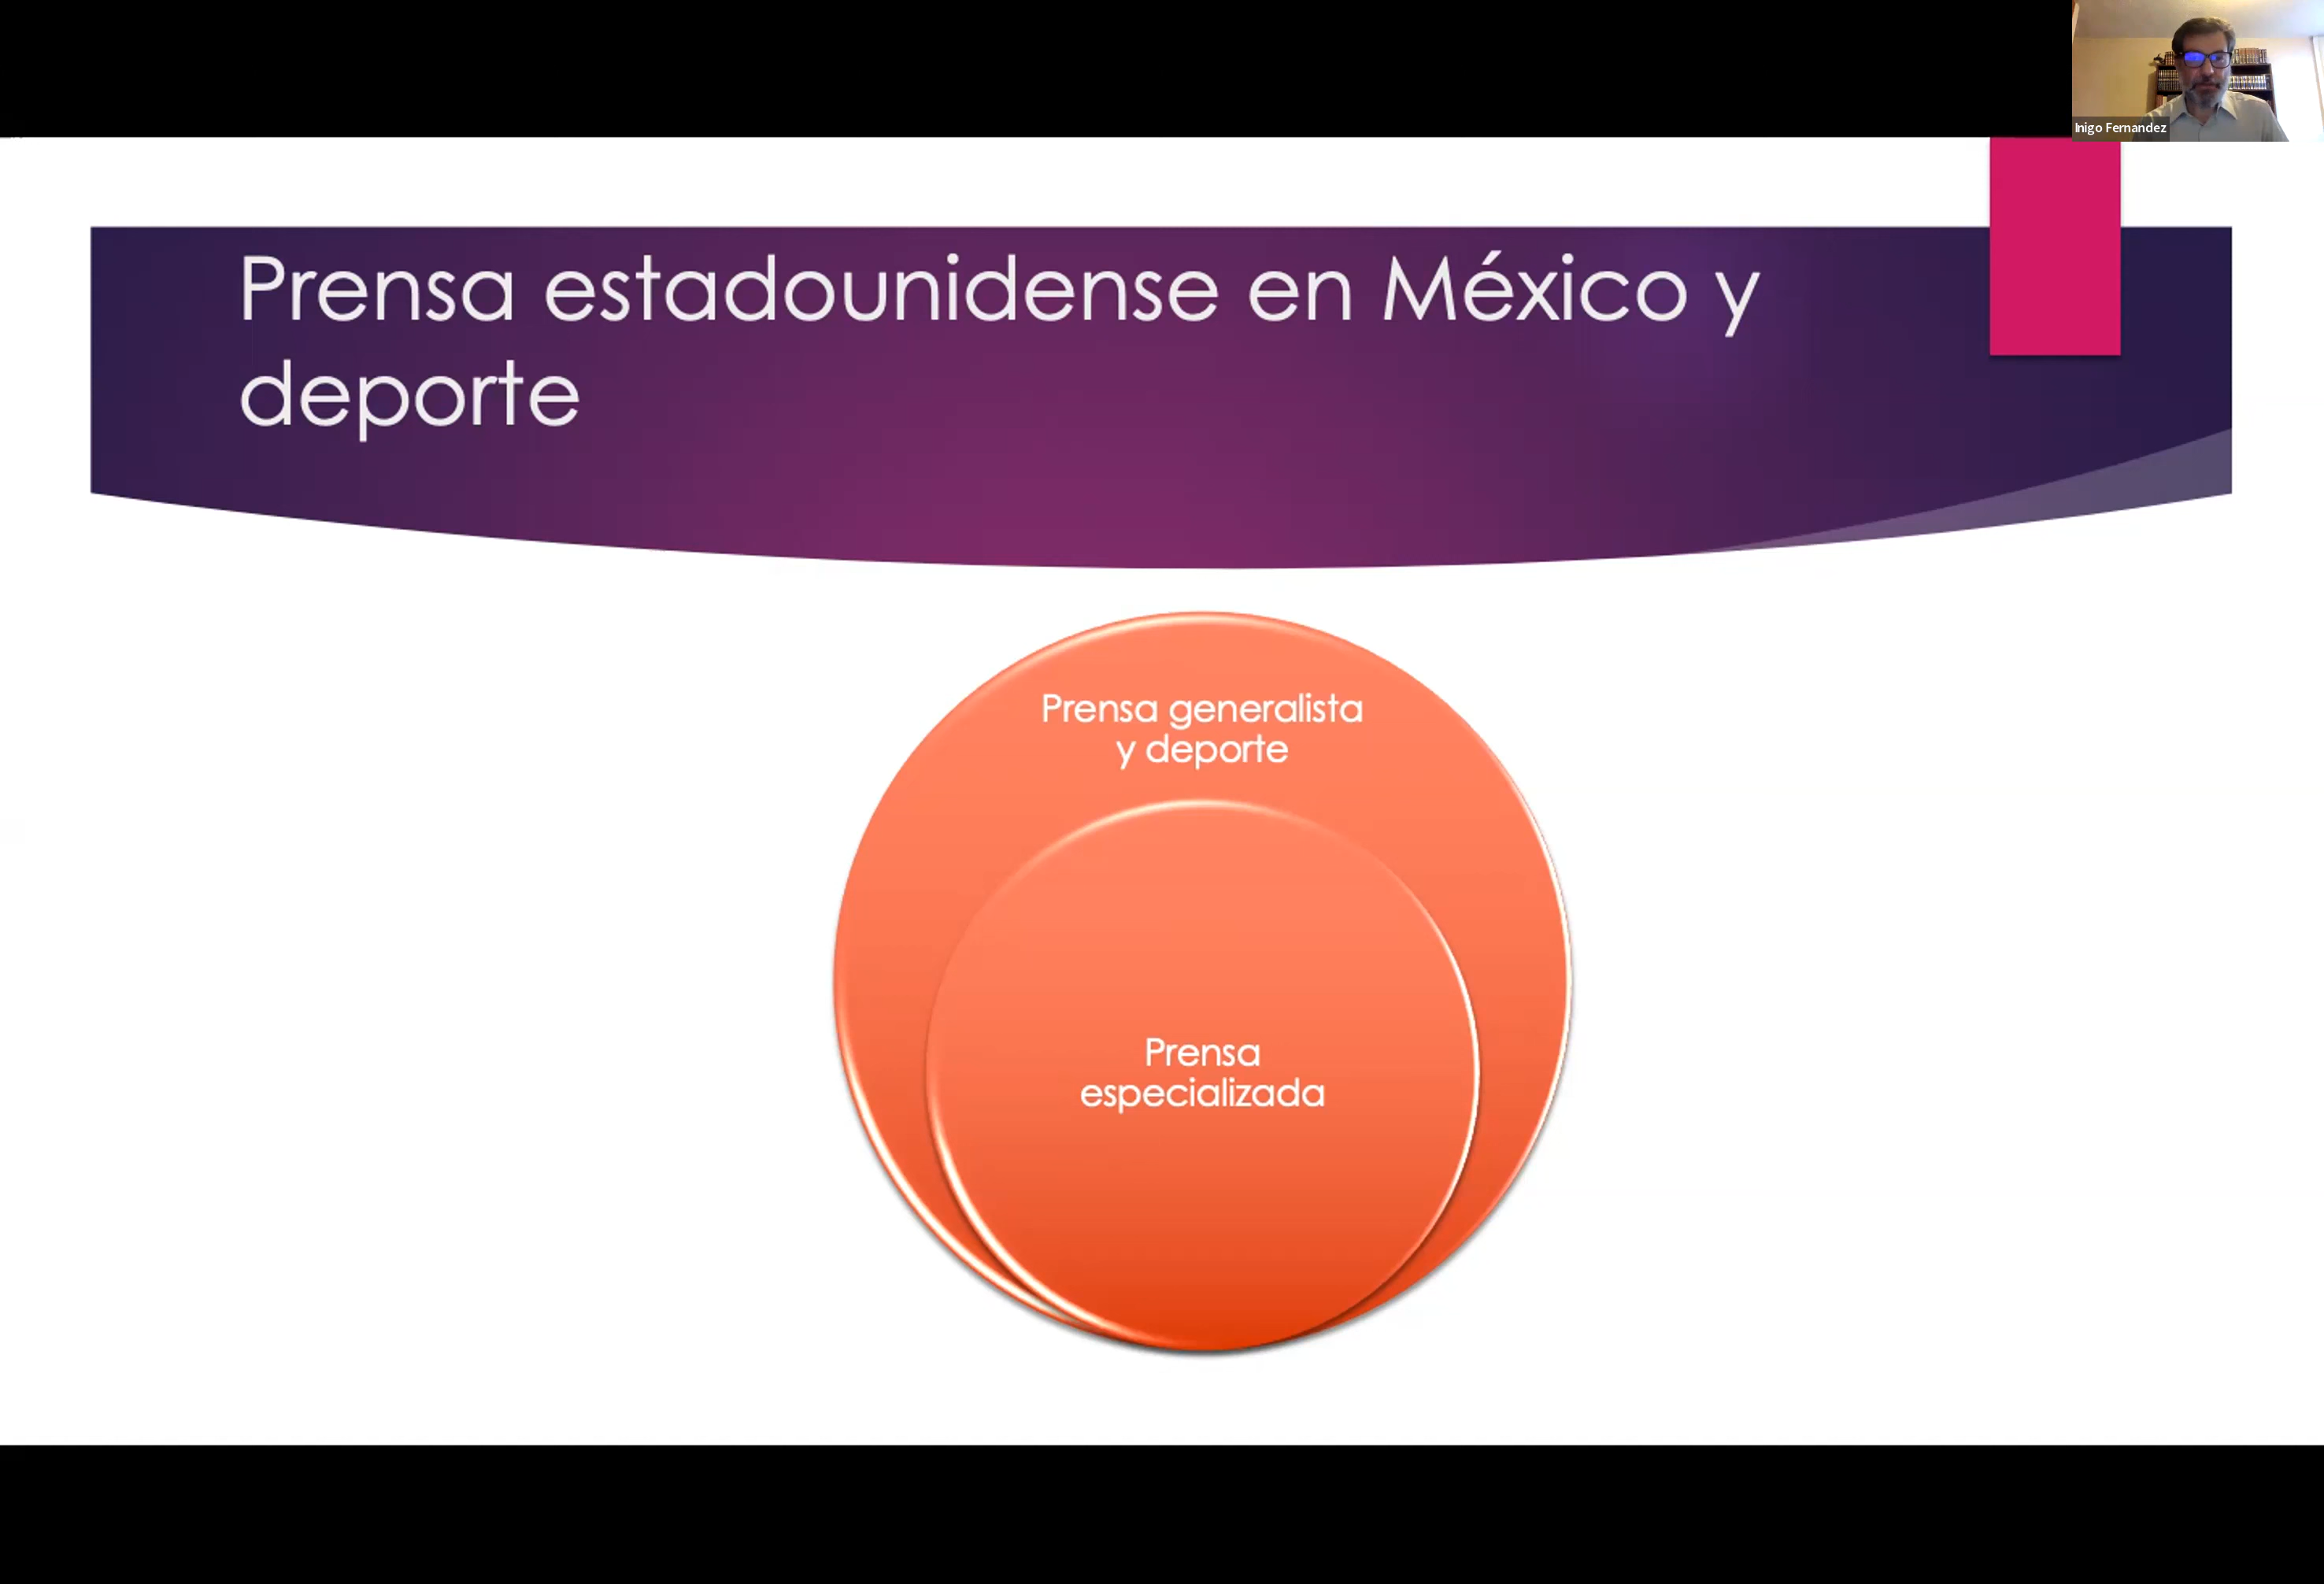 Inigo Fernandez
Prensa estadounidense en México y
deporte
Prensa generalista
y deporte
Prensa
especializada